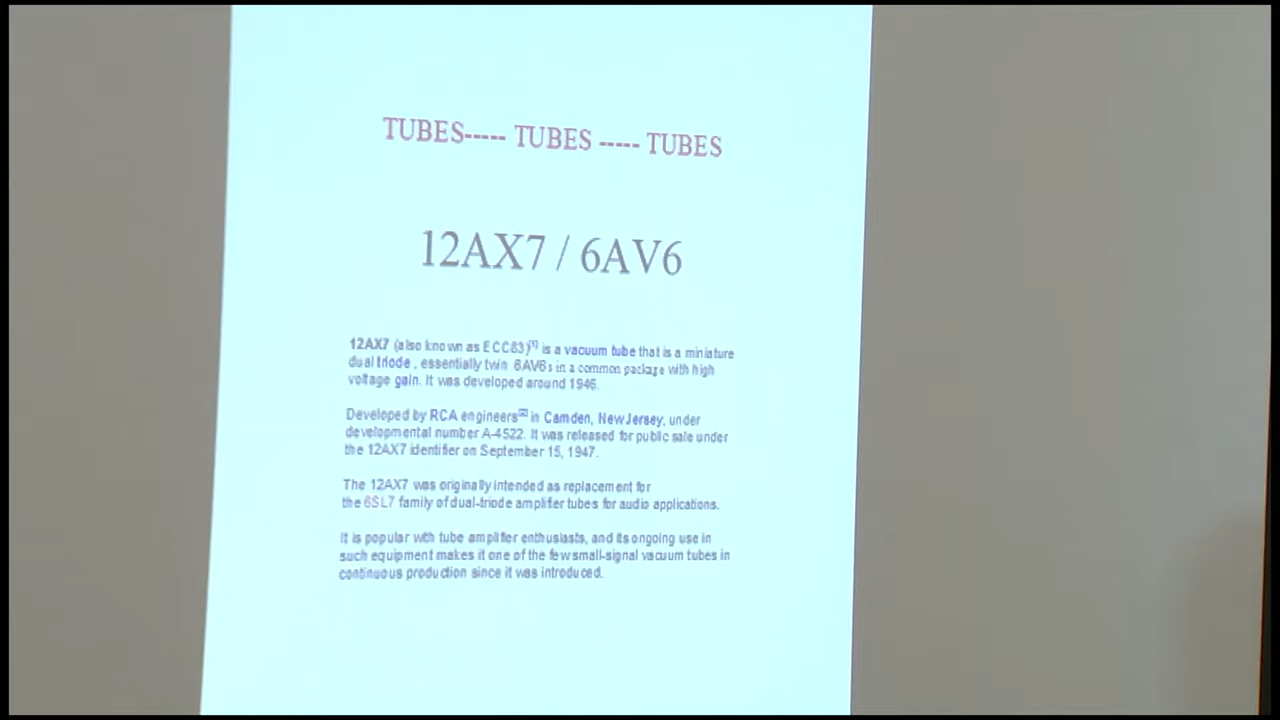 TUBES----- TUBES ----- TUBES
12AX7 / 6AV6
12AX7 (also known as ECC83)[1] is a vacuum tube that is a miniature
dual triode , essentially twin 6AV6s in a common package with high
voltage gain. It was developed around 1946.
Developed by RCA engineers[2] in Camden, New Jersey, under
developmental number A-4522. It was released for public sale under
the 12AX7 identifier on September 15, 1947.
The 12AX7 was originally intended as replacement for
the 6SL7 family of dual-triode amplifier tubes for audio applications.
It is popular with tube amplifier enthusiasts, and its ongoing use in
such equipment makes it one of the few small-signal vacuum tubes in
continuous production since it was introduced.